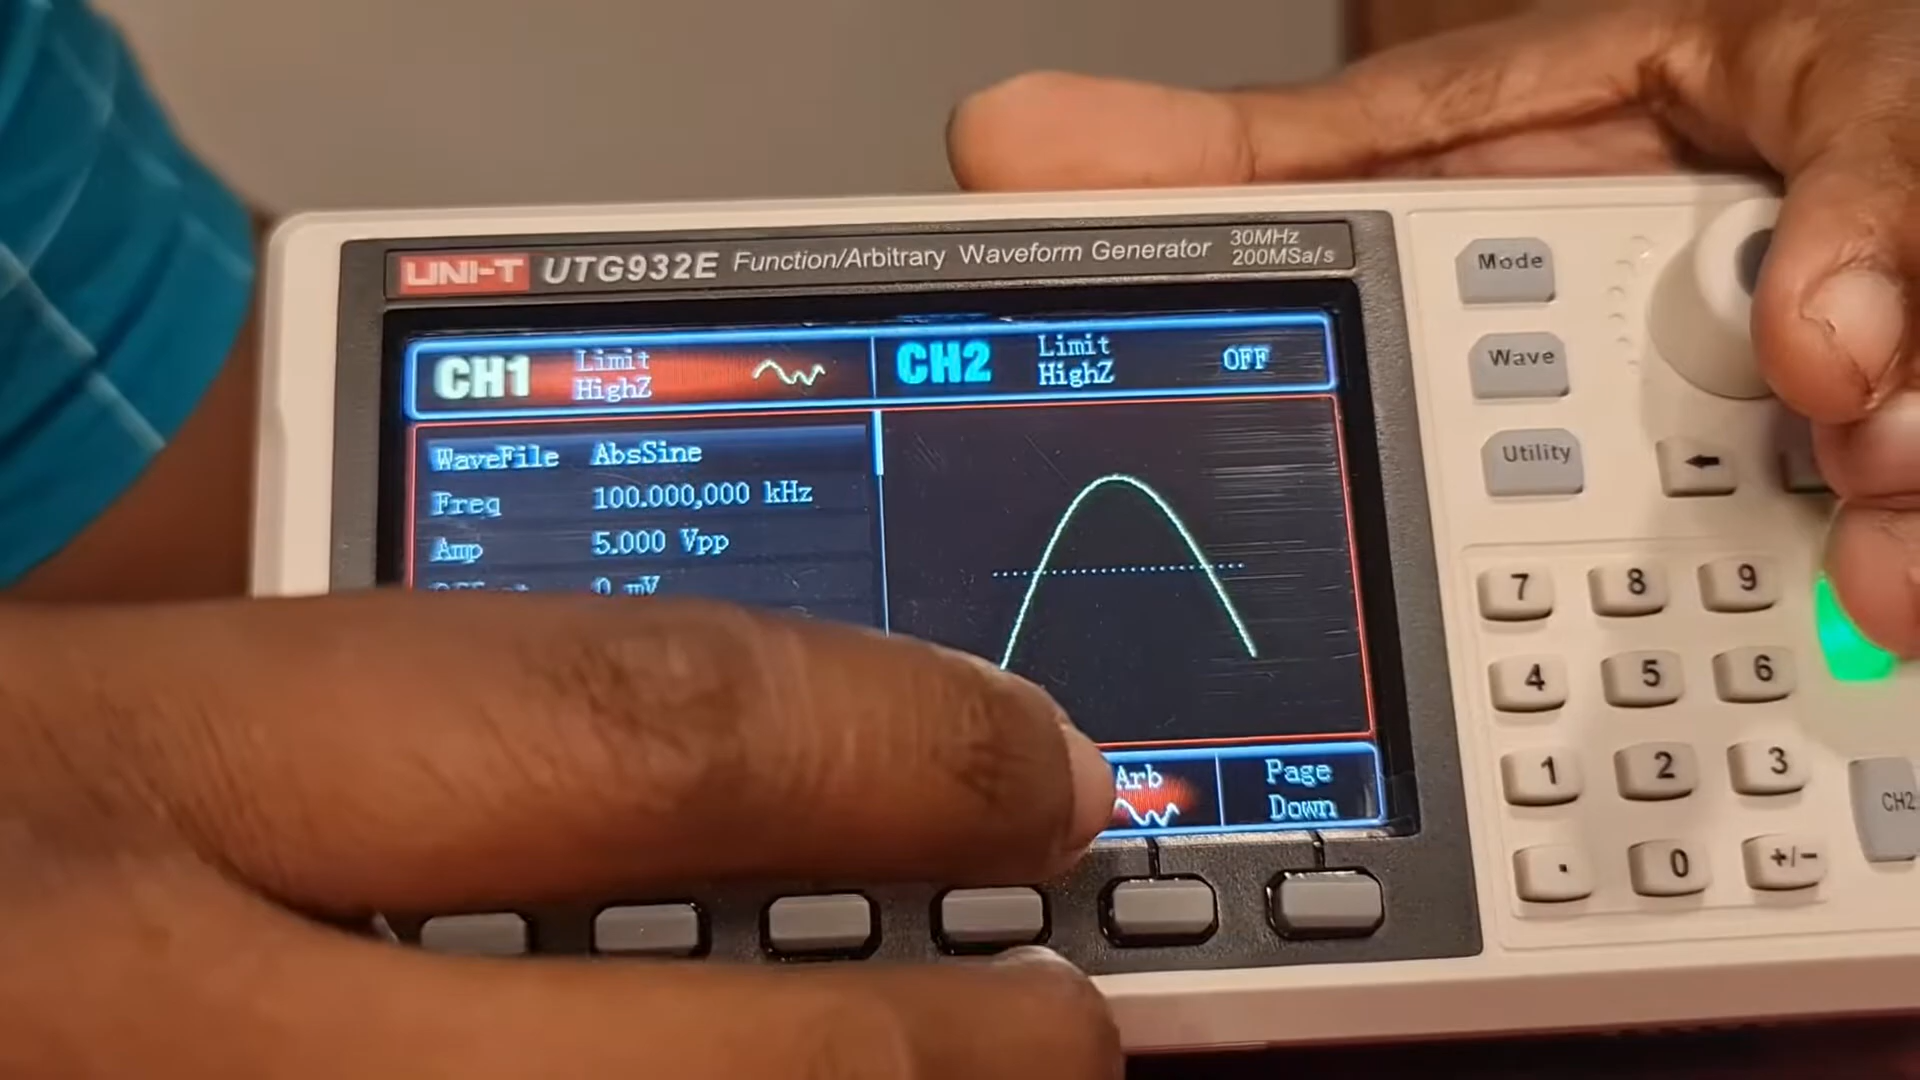 UNI-T UTG932E Function/Arbitrary Waveform Generator 30MHz 200MSa/s
CH1 Limit HighZ
CH2 Limit HighZ OFF
WaveFile AbsSine
Freq 100.000,000 kHz
Amp 5.000 Vpp
0 mV
Arb
Page Down
Mode
Wave
Utility
7 8 9
4 5 6
1 2 3
. 0 +/-
CH2